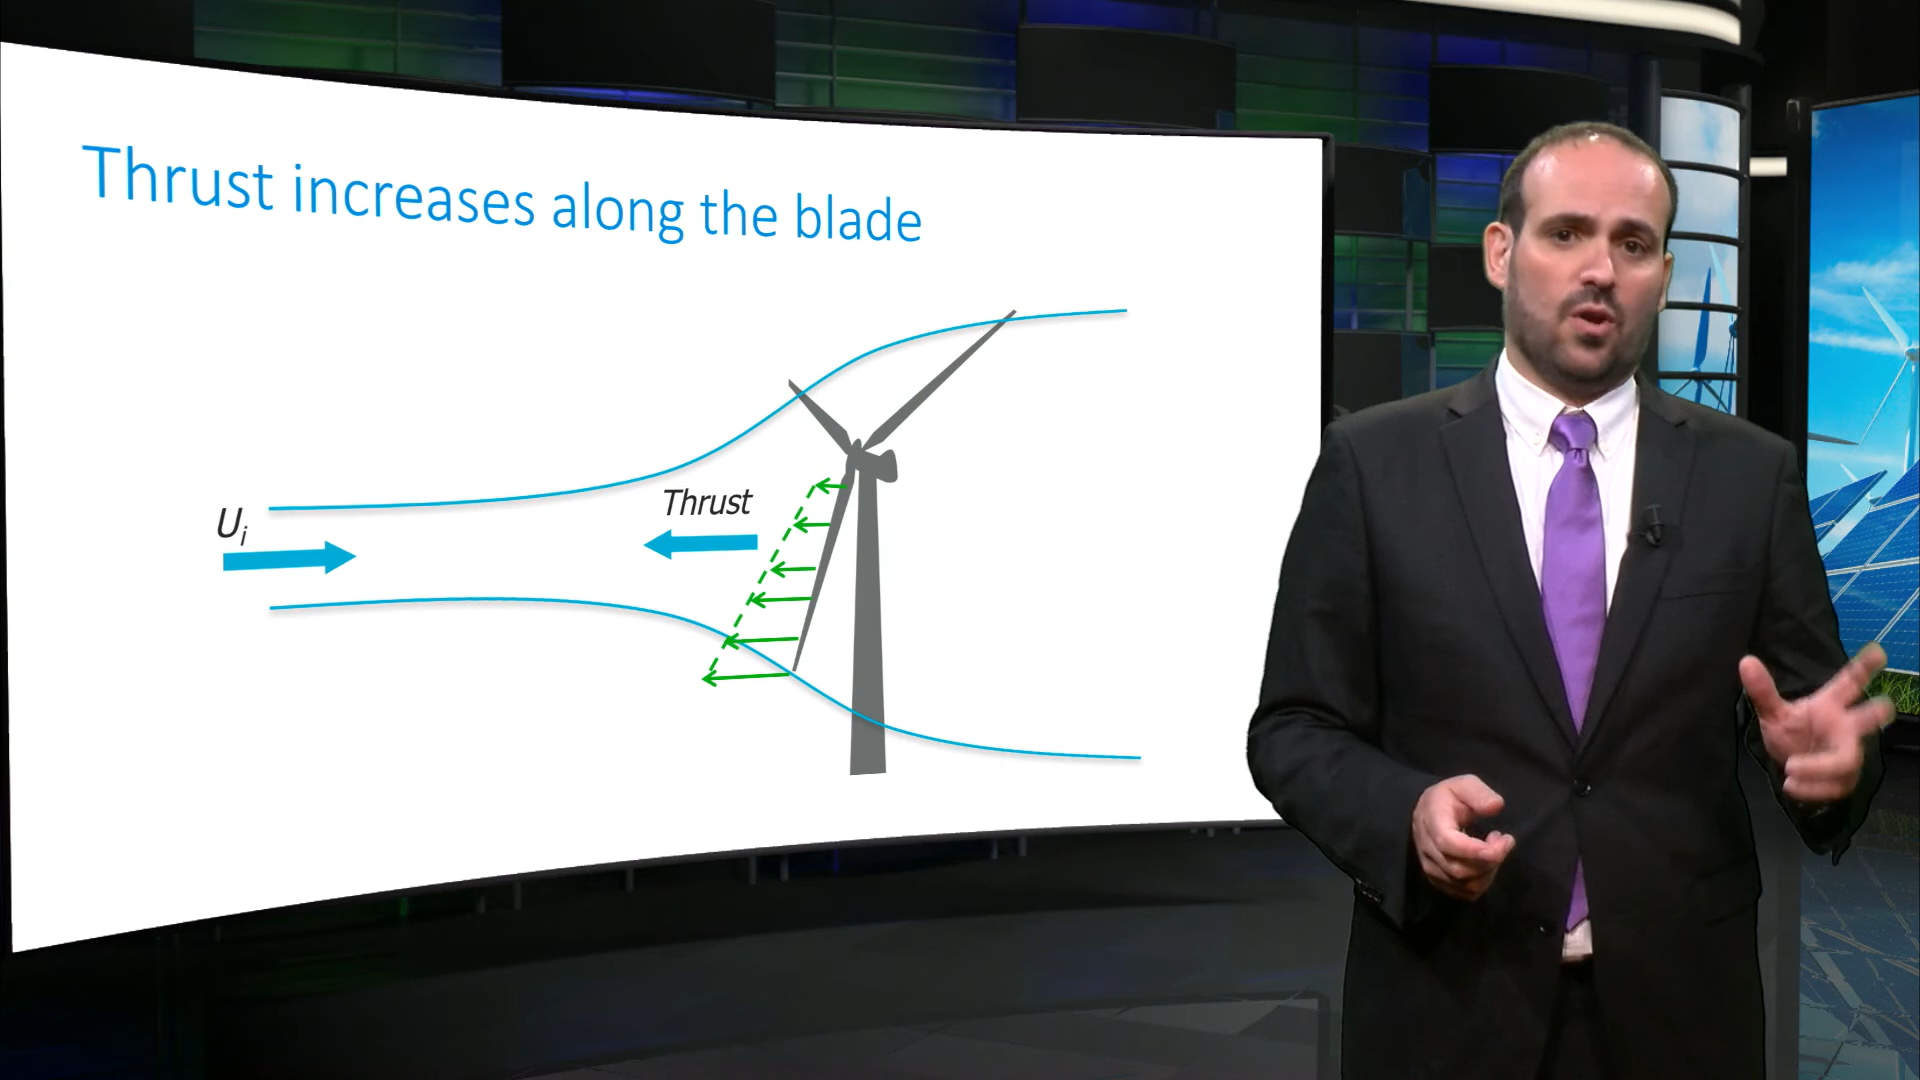 Thrust increases along the blade
Thrust
Uᵢ